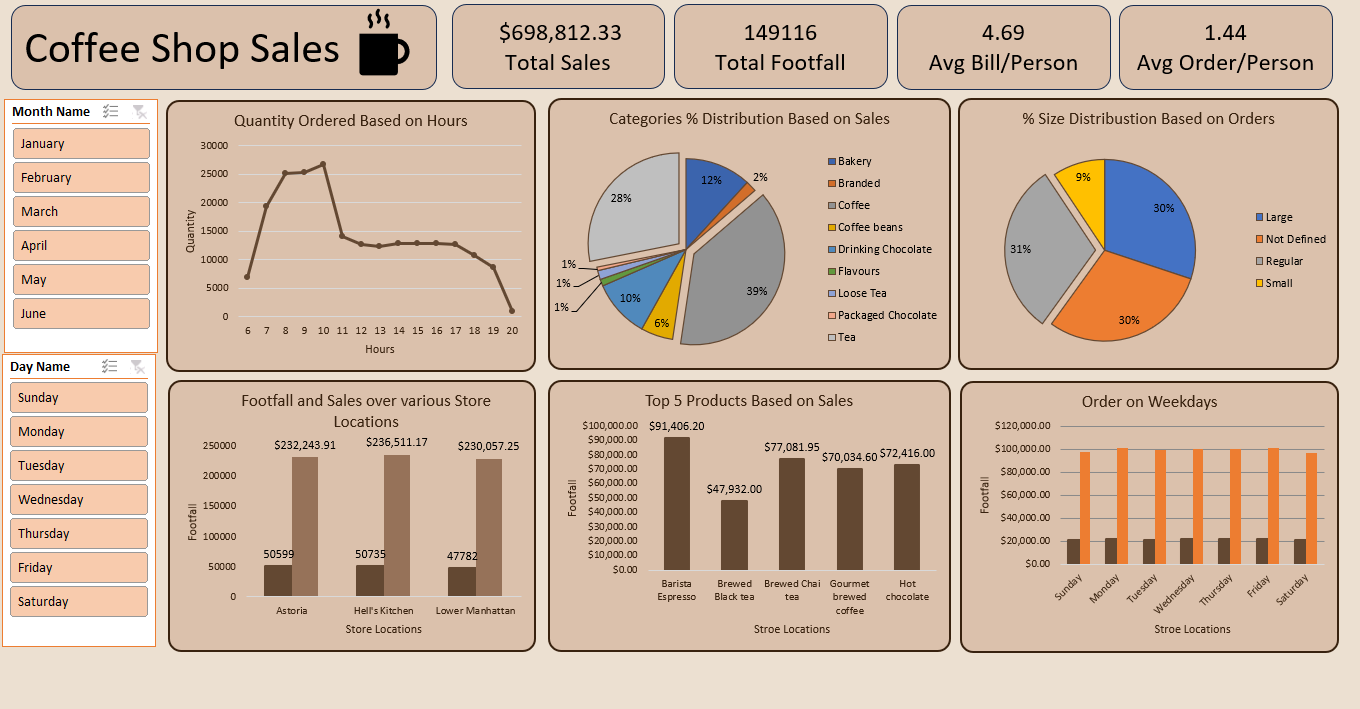 Coffee Shop Sales
$698,812.33
Total Sales
149116
Total Footfall
4.69
Avg Bill/Person
1.44
Avg Order/Person
Month Name
January
February
March
April
May
June
Day Name
Sunday
Monday
Tuesday
Wednesday
Thursday
Friday
Saturday
Quantity Ordered Based on Hours
30000
25000
20000
15000
10000
5000
0
Quantity
6 7 8 9 10 11 12 13 14 15 16 17 18 19 20
Hours
Categories % Distribution Based on Sales
12%
2%
39%
6%
10%
1%
1%
1%
28%
Bakery
Branded
Coffee
Coffee beans
Drinking Chocolate
Flavours
Loose Tea
Packaged Chocolate
Tea
% Size Distribustion Based on Orders
30%
30%
31%
9%
Large
Not Defined
Regular
Small
Footfall and Sales over various Store
Locations
250000
200000
150000
100000
50000
0
Footfall
$232,243.91
$236,511.17
$230,057.25
50599
50735
47782
Astoria
Hell's Kitchen
Lower Manhattan
Store Locations
Top 5 Products Based on Sales
$100,000.00
$90,000.00
$80,000.00
$70,000.00
$60,000.00
$50,000.00
$40,000.00
$30,000.00
$20,000.00
$10,000.00
$0.00
Footfall
$91,406.20
$47,932.00
$77,081.95
$70,034.60
$72,416.00
Barista
Espresso
Brewed
Black tea
Brewed Chai
tea
Gourmet
brewed
coffee
Hot
chocolate
Stroe Locations
Order on Weekdays
$120,000.00
$100,000.00
$80,000.00
$60,000.00
$40,000.00
$20,000.00
$0.00
Footfall
Sunday
Monday
Tuesday
Wednesday
Thursday
Friday
Saturday
Stroe Locations